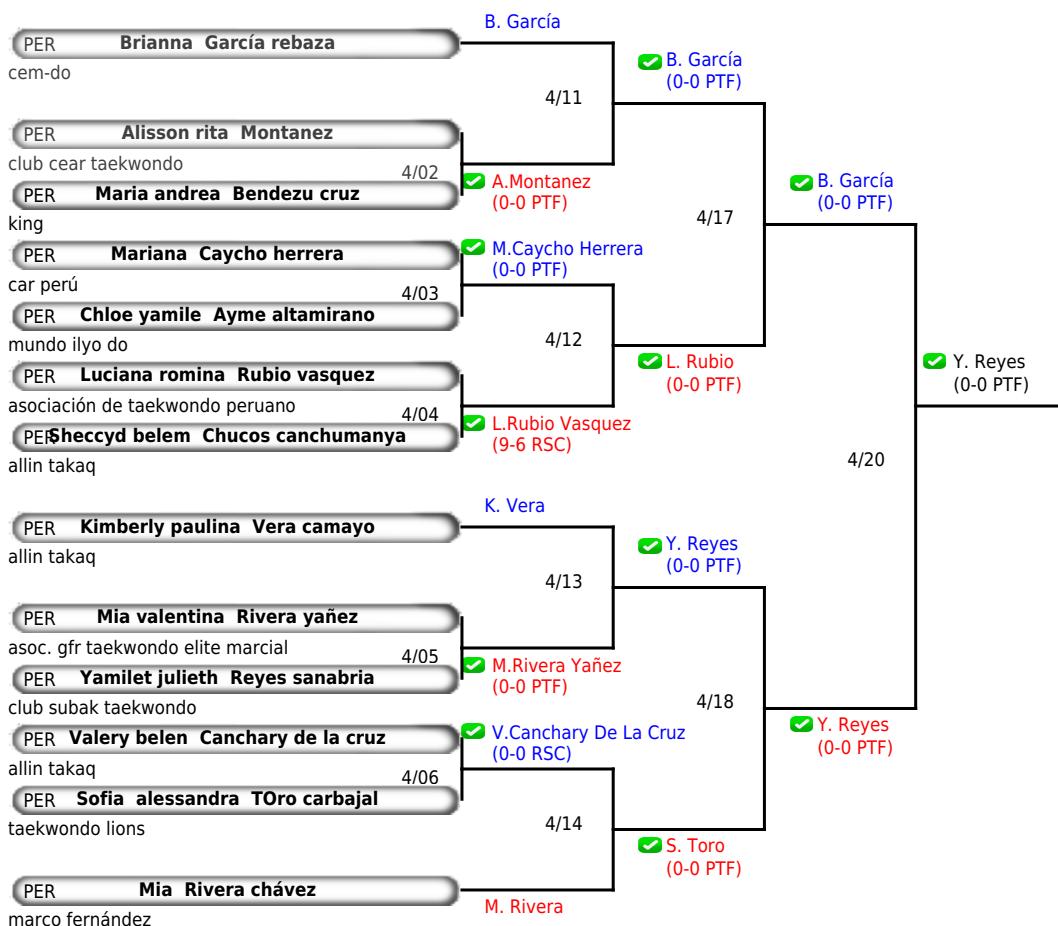 B. García
PER Brianna García rebaza
cem-do
B. García
(0-0 PTF)
4/11
PER Alisson rita Montanez
club cear taekwondo
4/02
A.Montanez
(0-0 PTF)
PER Maria andrea Bendezu cruz
king
B. García
(0-0 PTF)
4/17
PER Mariana Caycho herrera
car perú
M.Caycho Herrera
(0-0 PTF)
4/03
PER Chloe yamile Ayme altamirano
mundo ilyo do
4/12
L. Rubio
(0-0 PTF)
Y. Reyes
(0-0 PTF)
PER Luciana romina Rubio vasquez
asociación de taekwondo peruano
4/04
L.Rubio Vasquez
(9-6 RSC)
PER Sheccyd belem Chucos canchumanya
allin takaq
4/20
K. Vera
PER Kimberly paulina Vera camayo
allin takaq
Y. Reyes
(0-0 PTF)
4/13
PER Mia valentina Rivera yañez
asoc. gfr taekwondo elite marcial
4/05
M.Rivera Yañez
(0-0 PTF)
PER Yamilet julieth Reyes sanabria
club subak taekwondo
4/18
Y. Reyes
(0-0 PTF)
PER Valery belen Canchary de la cruz
allin takaq
V.Canchary De La Cruz
(0-0 RSC)
4/06
PER Sofia alessandra TOro carbajal
taekwondo lions
4/14
S. Toro
(0-0 PTF)
PER Mia Rivera chávez
marco fernández
M. Rivera